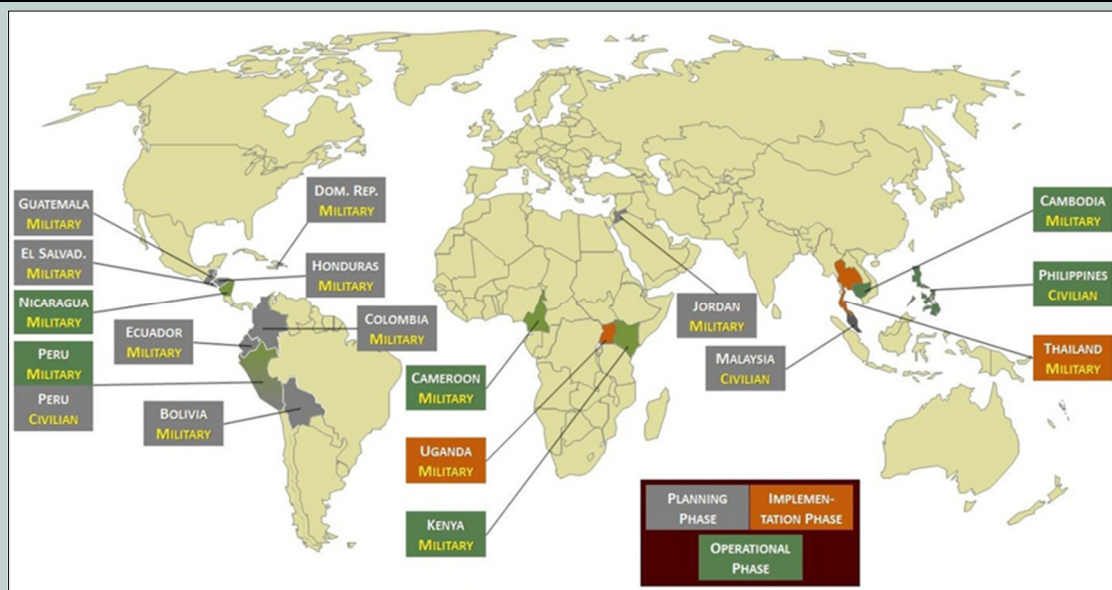 GUATEMALA
MILITARY
EL SALVAD.
MILITARY
NICARAGUA
MILITARY
PERU
MILITARY
PERU
CIVILIAN
ECUADOR
MILITARY
BOLIVIA
MILITARY
DOM. REP.
MILITARY
HONDURAS
MILITARY
COLOMBIA
MILITARY
CAMEROON
MILITARY
UGANDA
MILITARY
KENYA
MILITARY
JORDAN
MILITARY
MALAYSIA
CIVILIAN
CAMBODIA
MILITARY
PHILIPPINES
CIVILIAN
THAILAND
MILITARY
PLANNING
PHASE
IMPLEMEN-
TATION PHASE
OPERATIONAL
PHASE